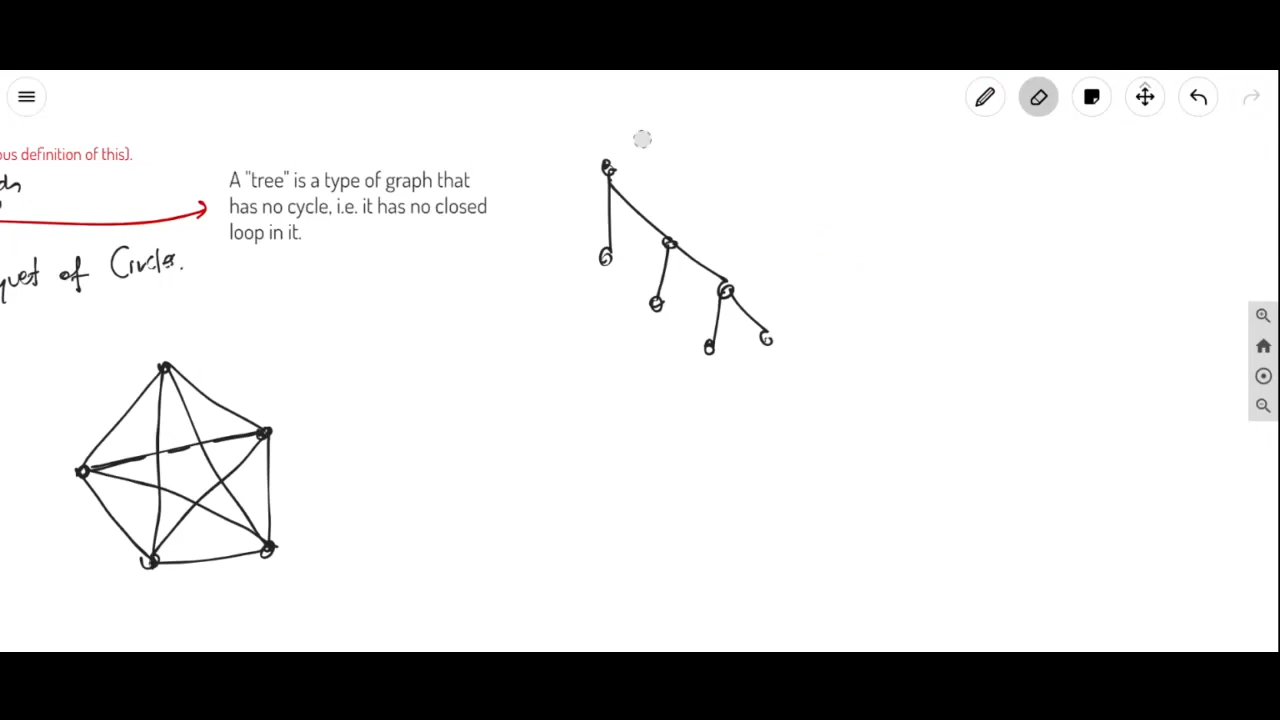 ous definition of this).
A "tree" is a type of graph that
has no cycle, i.e. it has no closed
loop in it.
of Circles.